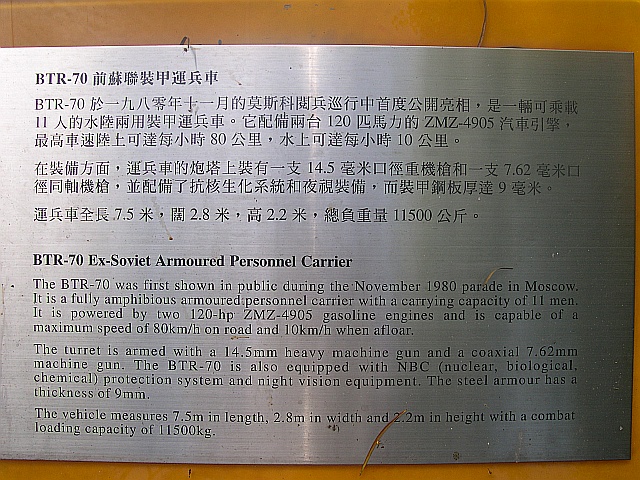 BTR-70 前蘇聯裝甲運兵車
BTR-70 於一九八零年十一月的莫斯科閱兵巡行中首度公開亮相，是一輛可乘載
11 人的水陸兩用裝甲運兵車。它配備兩台 120 匹馬力的 ZMZ-4905 汽車引擎，
最高車速陸上可達每小時 80 公里，水上可達每小時 10 公里。
在裝備方面，運兵車的炮塔上裝有一支 14.5 毫米口徑重機槍和一支 7.62 毫米口
徑同軸機槍，並配備了抗核生化系統和夜視裝備，而裝甲鋼板厚達 9 毫米。
運兵車全長 7.5 米，闊 2.8 米，高 2.2 米，總負重量 11500 公斤。
BTR-70 Ex-Soviet Armoured Personnel Carrier
The BTR-70 was first shown in public during the November 1980 parade in Moscow.
It is a fully amphibious armoured personnel carrier with a carrying capacity of 11 men.
It is powered by two 120-hp ZMZ-4905 gasoline engines and is capable of a
maximum speed of 80km/h on road and 10km/h when afloar.
The turret is armed with a 14.5mm heavy machine gun and a coaxial 7.62mm
machine gun. The BTR-70 is also equipped with NBC (nuclear, biological,
chemical) protection system and night vision equipment. The steel armour has a
thickness of 9mm.
The vehicle measures 7.5m in length, 2.8m in width and 2.2m in height with a combat
loading capacity of 11500kg.